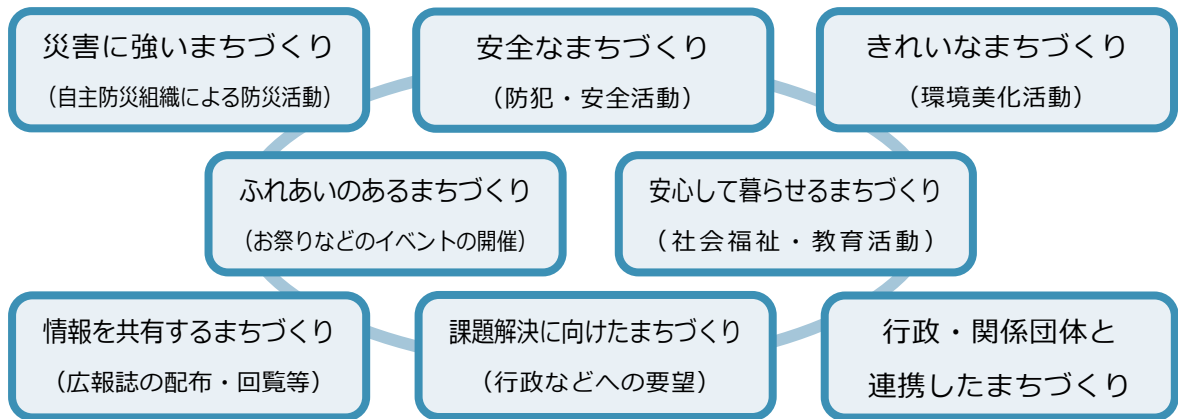 災害に強いまちづくり
（自主防災組織による防災活動）
安全なまちづくり
（防犯・安全活動）
きれいなまちづくり
（環境美化活動）
ふれあいのあるまちづくり
（お祭りなどのイベントの開催）
安心して暮らせるまちづくり
（社会福祉・教育活動）
情報を共有するまちづくり
（広報誌の配布・回覧等）
課題解決に向けたまちづくり
（行政などへの要望）
行政・関係団体と
連携したまちづくり